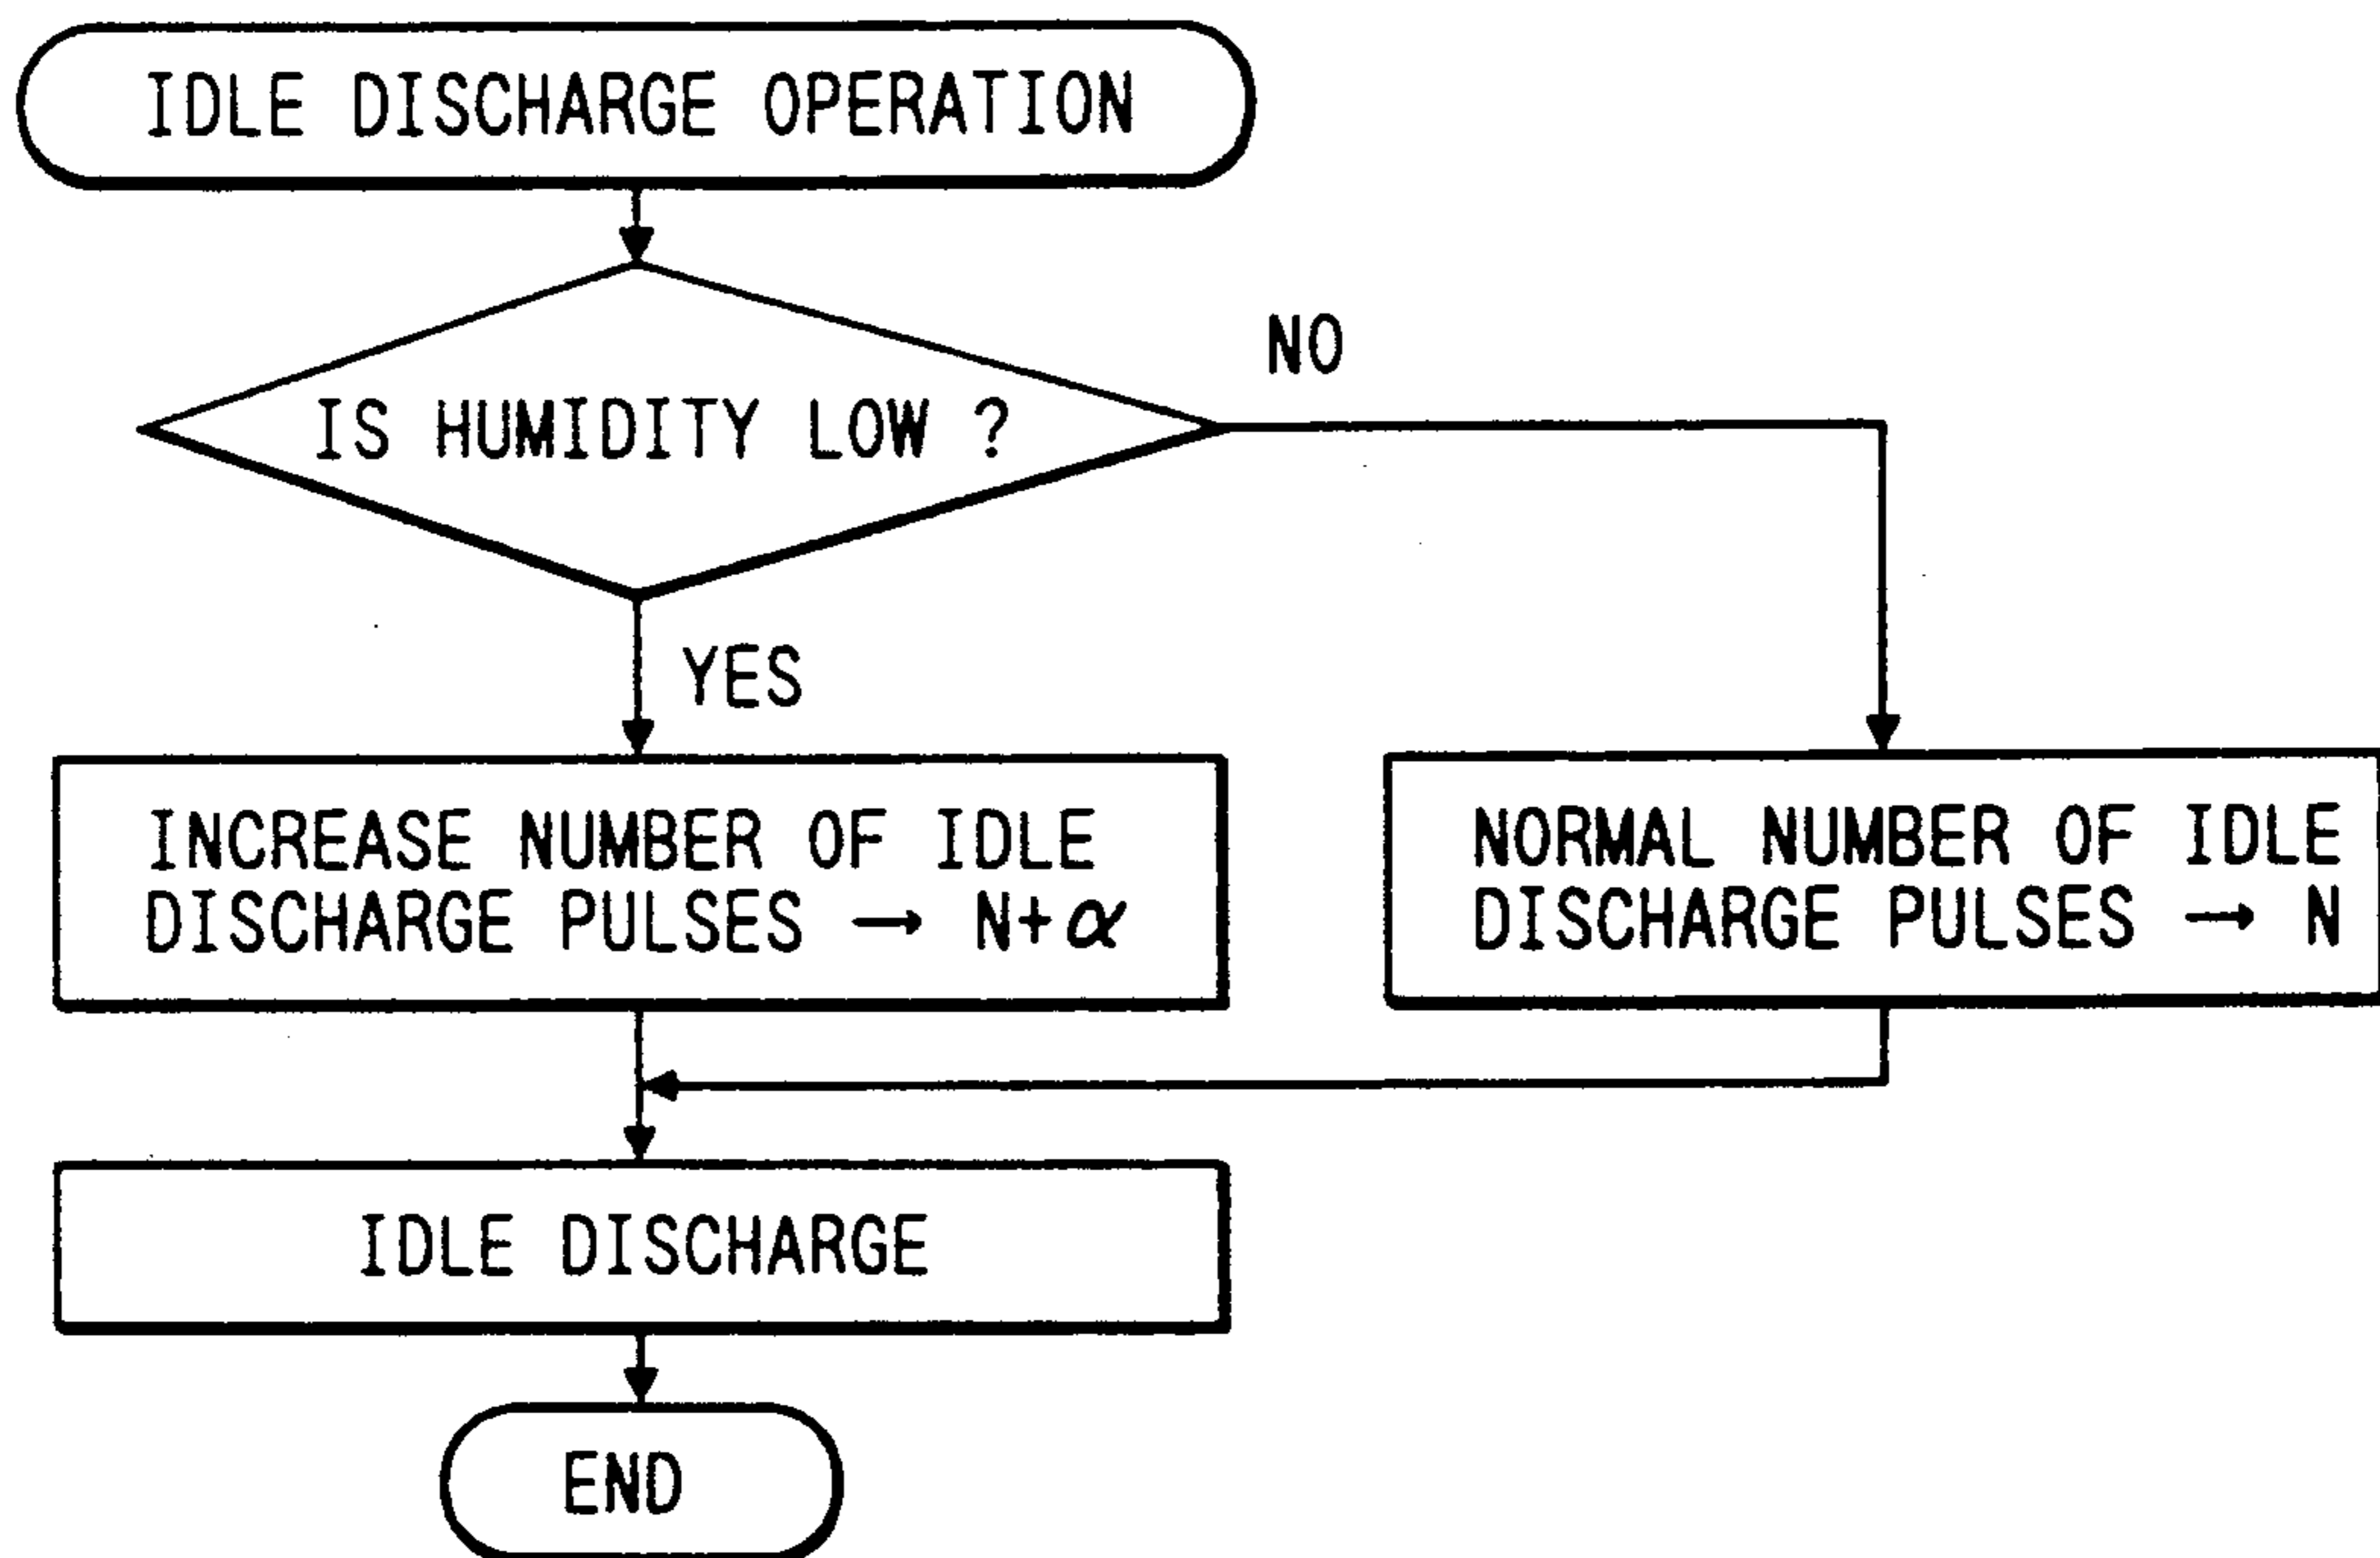 IDLE DISCHARGE OPERATION
IS HUMIDITY LOW ?
NO
YES
INCREASE NUMBER OF IDLE
DISCHARGE PULSES → N+α
NORMAL NUMBER OF IDLE
DISCHARGE PULSES → N
IDLE DISCHARGE
END